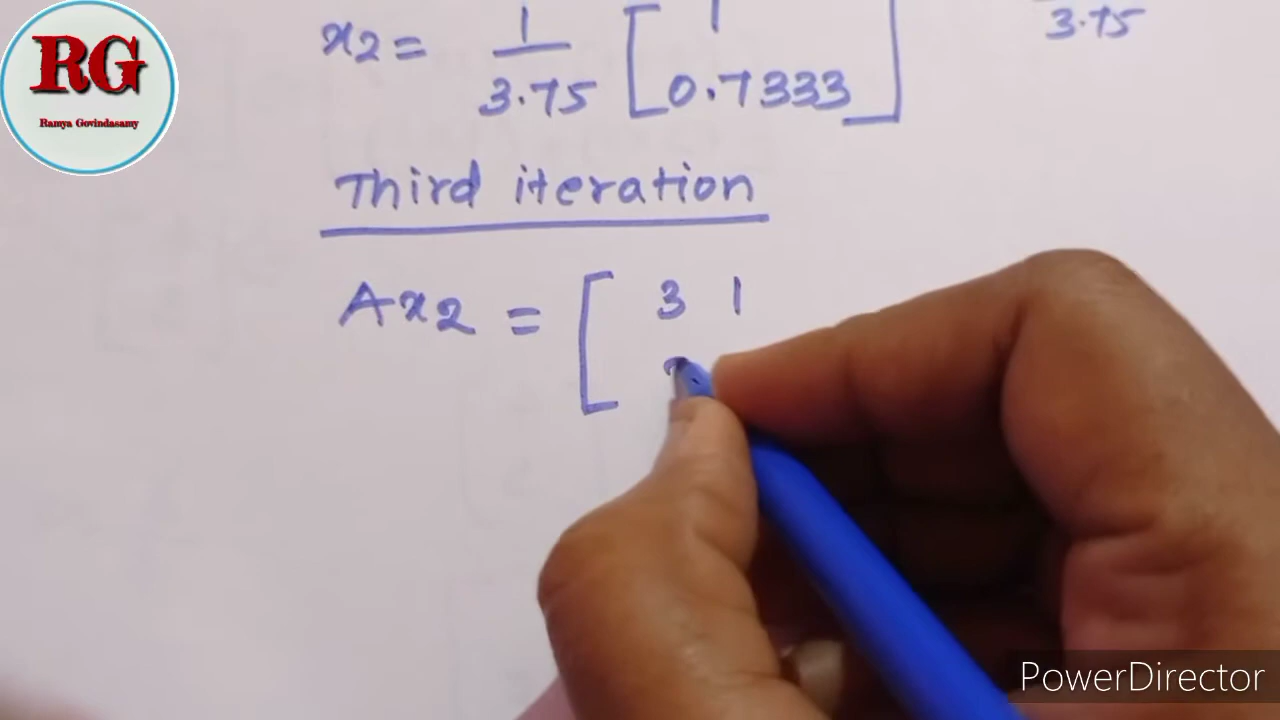 RG
Ramya Govindasamy
x2 = 1/3.75 [ 1
0.7333 ]
3.75
Third iteration
Ax2 = [ 3 1
PowerDirector